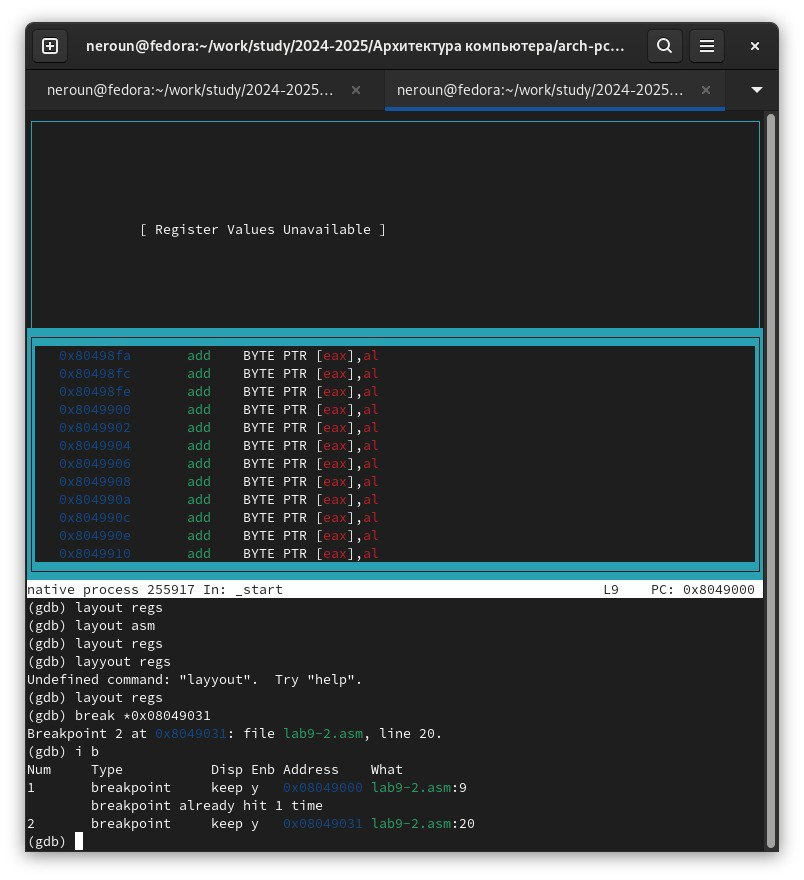 neroun@fedora:~/work/study/2024-2025/Архитектура компьютера/arch-pc...
neroun@fedora:~/work/study/2024-2025...
neroun@fedora:~/work/study/2024-2025...
[ Register Values Unavailable ]
0x80498fa add BYTE PTR [eax],al
0x80498fc add BYTE PTR [eax],al
0x80498fe add BYTE PTR [eax],al
0x8049900 add BYTE PTR [eax],al
0x8049902 add BYTE PTR [eax],al
0x8049904 add BYTE PTR [eax],al
0x8049906 add BYTE PTR [eax],al
0x8049908 add BYTE PTR [eax],al
0x804990a add BYTE PTR [eax],al
0x804990c add BYTE PTR [eax],al
0x804990e add BYTE PTR [eax],al
0x8049910 add BYTE PTR [eax],al
native process 255917 In: _start L9 PC: 0x8049000
(gdb) layout regs
(gdb) layout asm
(gdb) layout regs
(gdb) layyout regs
Undefined command: "layyout". Try "help".
(gdb) layout regs
(gdb) break *0x08049031
Breakpoint 2 at 0x8049031: file lab9-2.asm, line 20.
(gdb) i b
Num Type Disp Enb Address What
1 breakpoint keep y 0x08049000 lab9-2.asm:9
breakpoint already hit 1 time
2 breakpoint keep y 0x08049031 lab9-2.asm:20
(gdb)